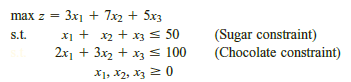 max z = 3x₁ + 7x₂ + 5x₃
s.t. x₁ + x₂ + x₃ ≤ 50 (Sugar constraint)
2x₁ + 3x₂ + x₃ ≤ 100 (Chocolate constraint)
x₁, x₂, x₃ ≥ 0